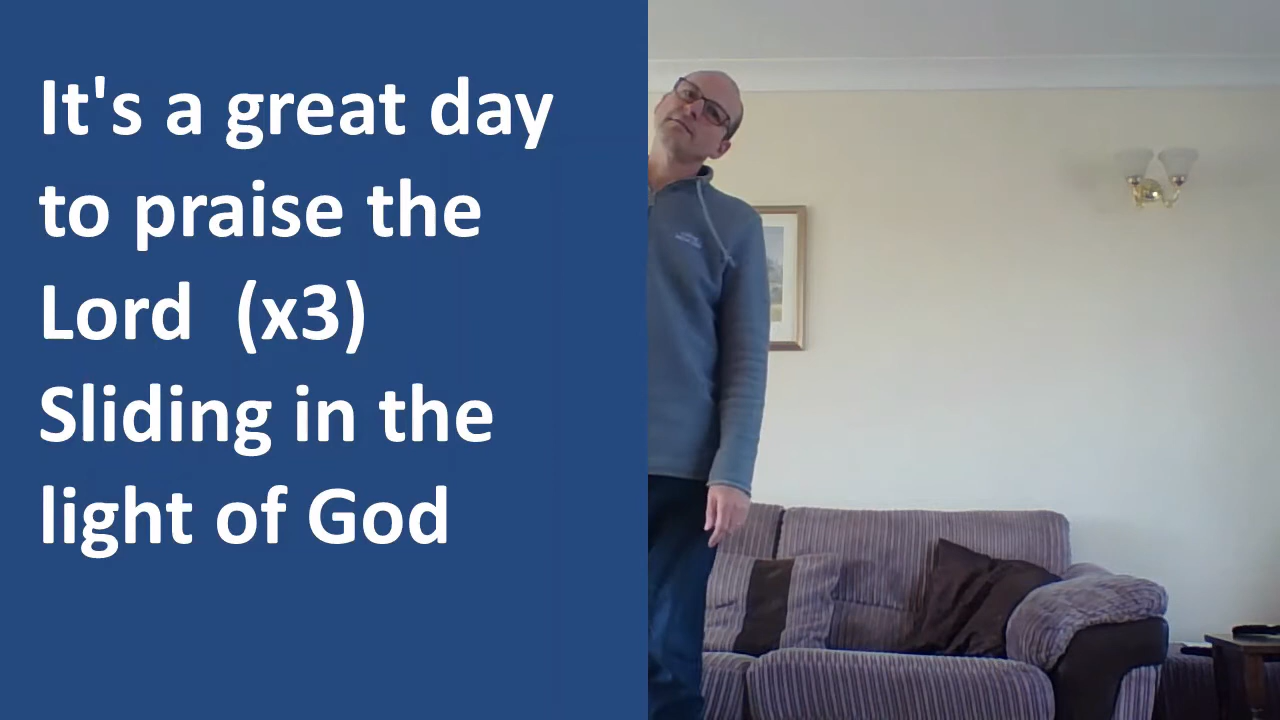 It's a great day
to praise the
Lord (x3)
Sliding in the
light of God